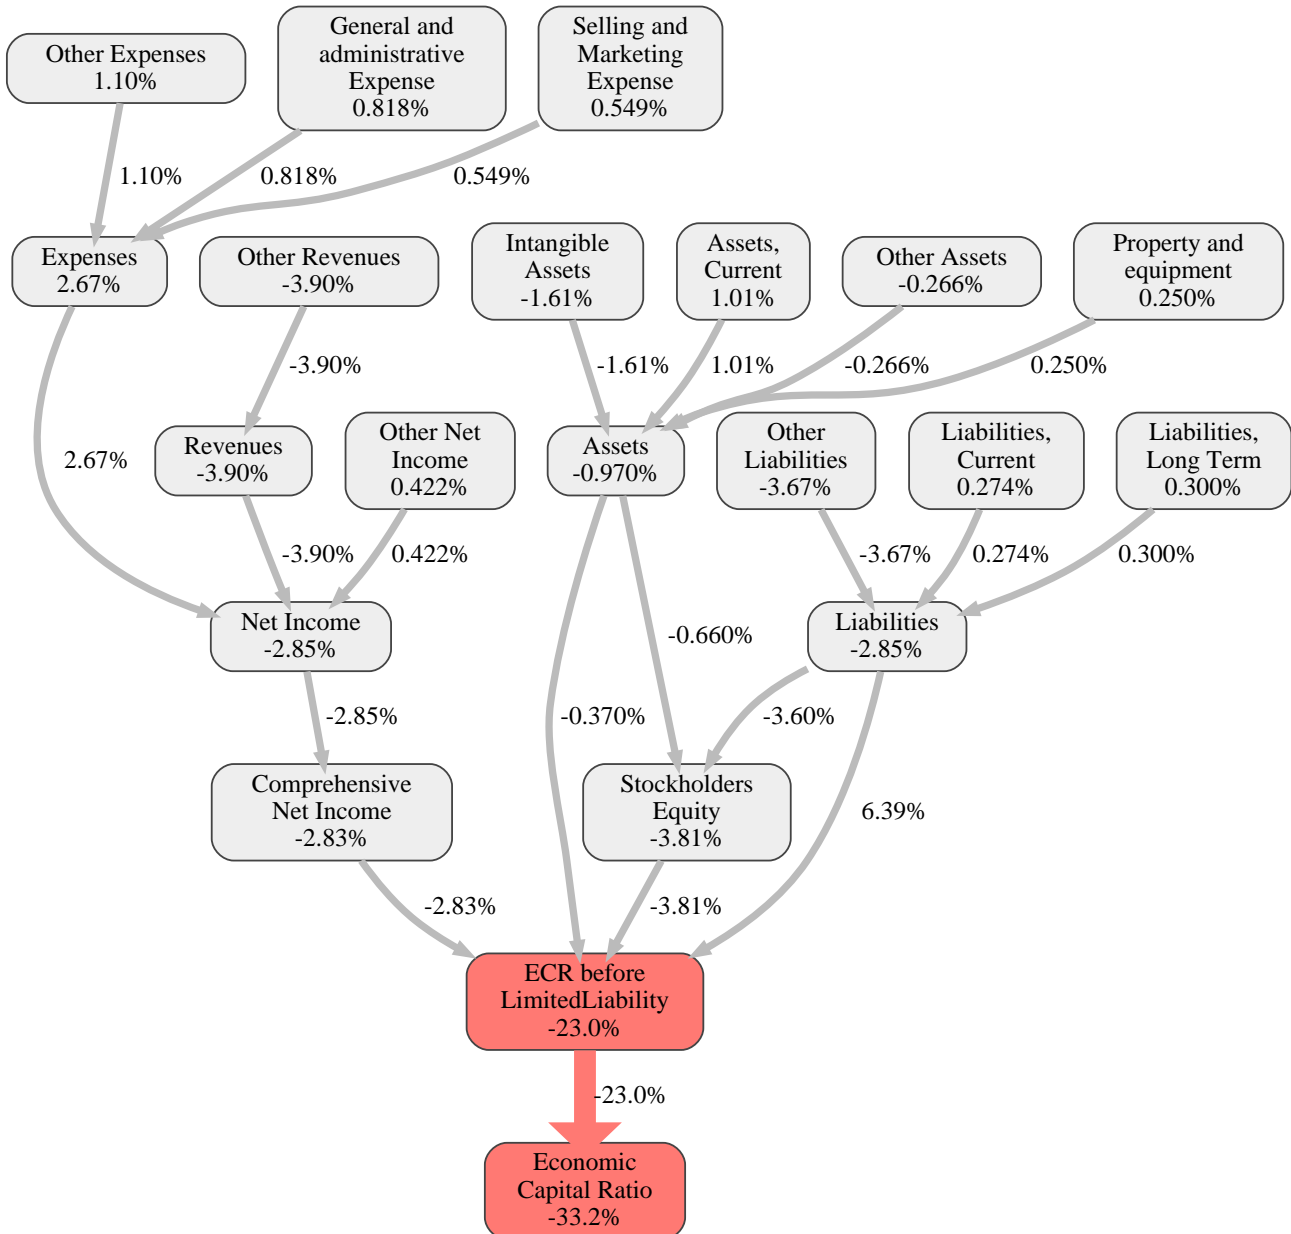 Other Expenses
1.10%
General and
administrative
Expense
0.818%
Selling and
Marketing
Expense
0.549%
1.10%
0.818%
0.549%
Expenses
2.67%
Other Revenues
-3.90%
Intangible
Assets
-1.61%
Assets,
Current
1.01%
Other Assets
-0.266%
Property and
equipment
0.250%
-3.90%
-1.61%
1.01%
-0.266%
0.250%
2.67%
Revenues
-3.90%
Other Net
Income
0.422%
Assets
-0.970%
Other
Liabilities
-3.67%
Liabilities,
Current
0.274%
Liabilities,
Long Term
0.300%
-3.90%
0.422%
-3.67%
0.274%
0.300%
Net Income
-2.85%
-0.660%
Liabilities
-2.85%
-2.85%
-0.370%
-3.60%
Comprehensive
Net Income
-2.83%
Stockholders
Equity
-3.81%
6.39%
-2.83%
-3.81%
ECR before
LimitedLiability
-23.0%
-23.0%
Economic
Capital Ratio
-33.2%